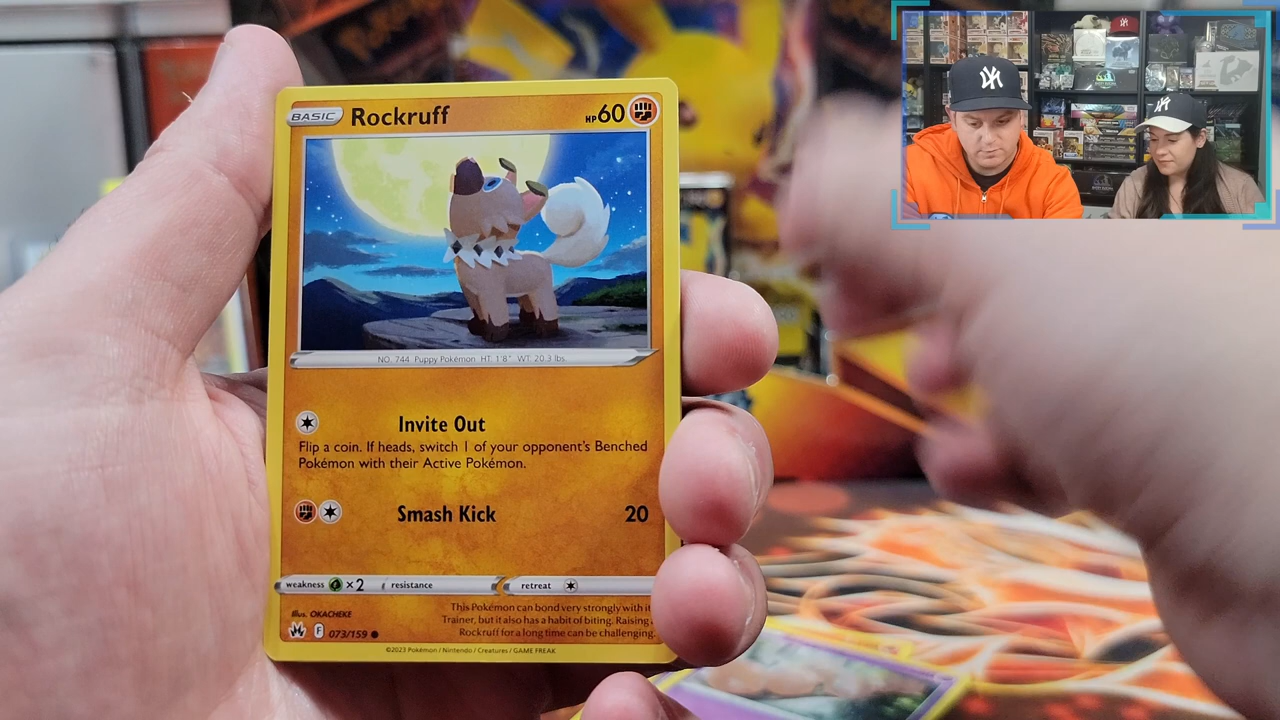 BASIC Rockruff HP60
NO. 744 Puppy Pokémon HT: 1'8" WT: 20.3 lbs.
Invite Out
Flip a coin. If heads, switch 1 of your opponent's Benched
Pokémon with their Active Pokémon.
Smash Kick 20
weakness ×2 resistance retreat
Illus. OKACHEKE
F 073/159
This Pokémon can bond very strongly with it
Trainer, but it also has a habit of biting. Raising
Rockruff for a long time can be challenging.
©2023 Pokémon / Nintendo / Creatures / GAME FREAK